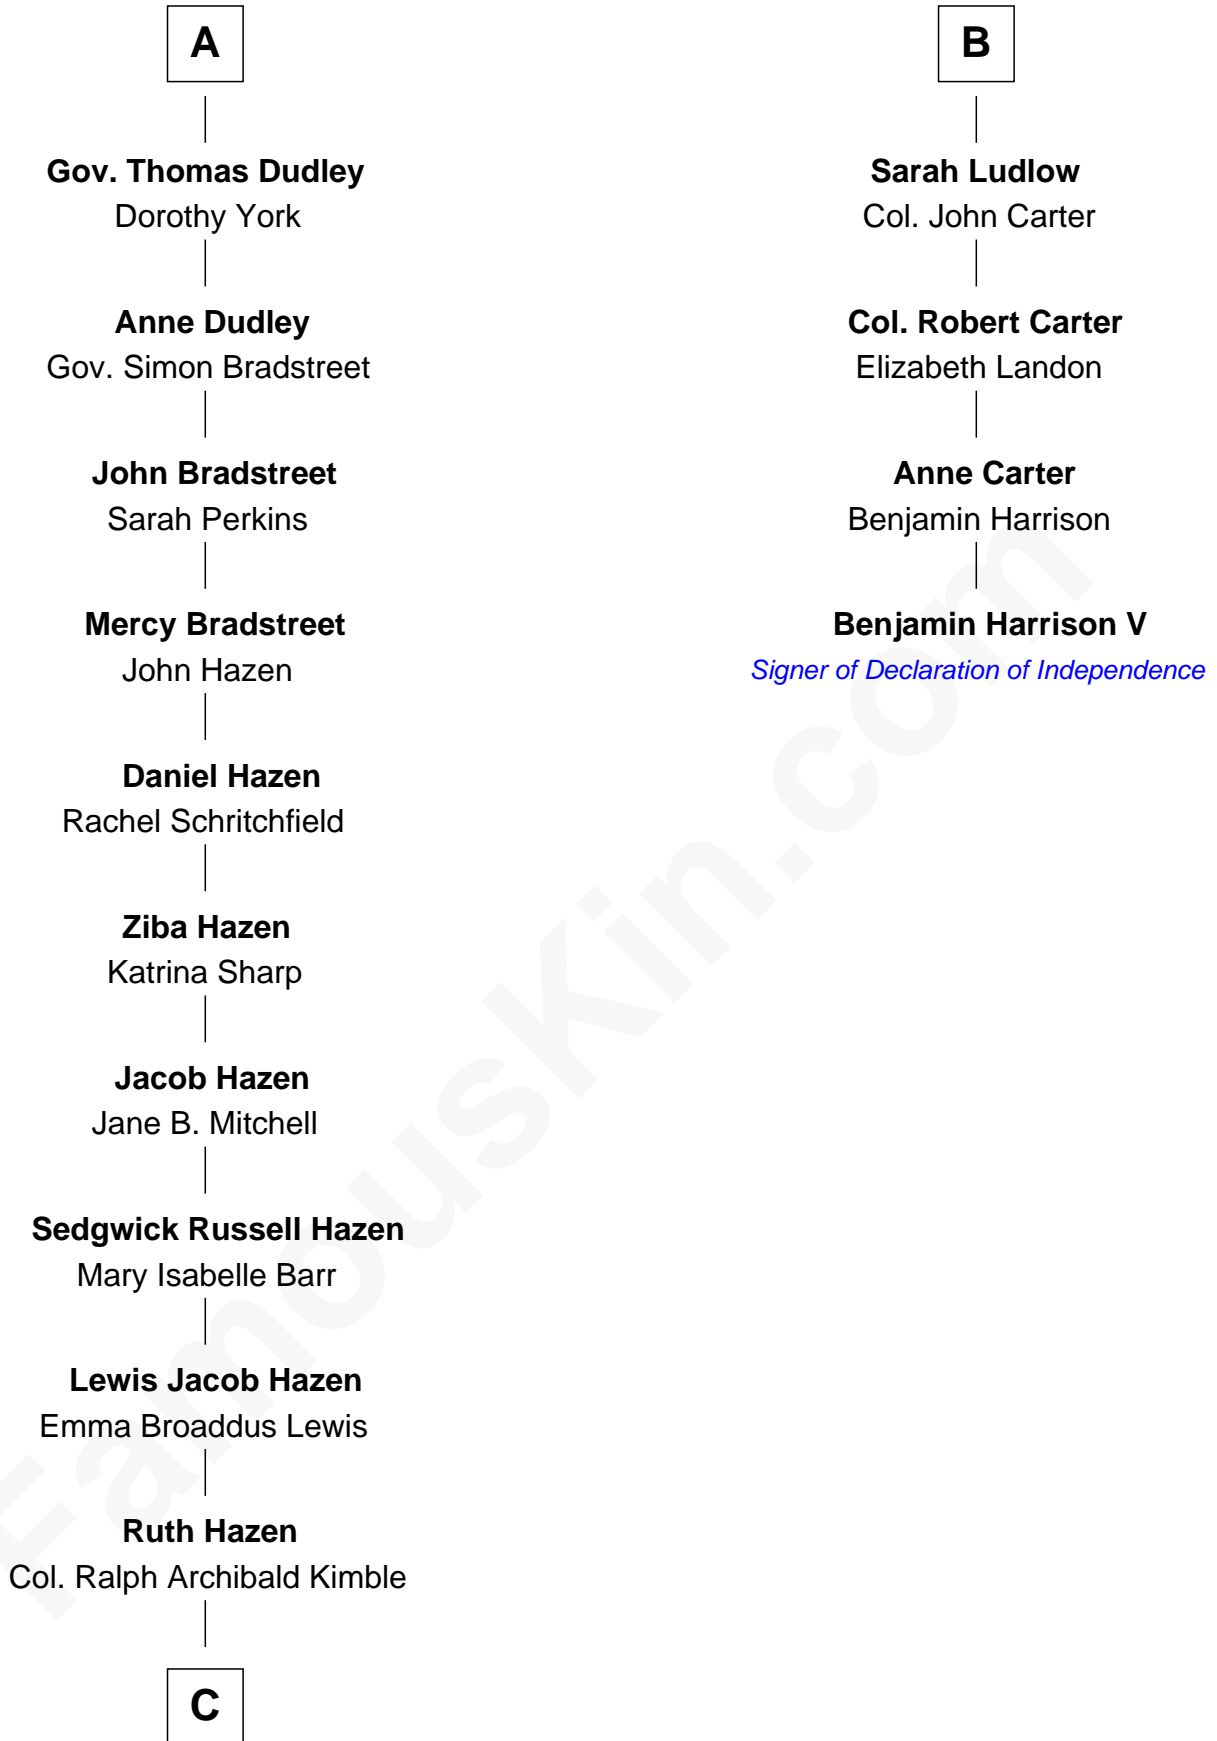 A
Gov. Thomas Dudley
Dorothy York
Anne Dudley
Gov. Simon Bradstreet
John Bradstreet
Sarah Perkins
Mercy Bradstreet
John Hazen
Daniel Hazen
Rachel Schritchfield
Ziba Hazen
Katrina Sharp
Jacob Hazen
Jane B. Mitchell
Sedgwick Russell Hazen
Mary Isabelle Barr
Lewis Jacob Hazen
Emma Broaddus Lewis
Ruth Hazen
Col. Ralph Archibald Kimble
C
B
Sarah Ludlow
Col. John Carter
Col. Robert Carter
Elizabeth Landon
Anne Carter
Benjamin Harrison
Benjamin Harrison V
Signer of Declaration of Independence
FamousKin.com